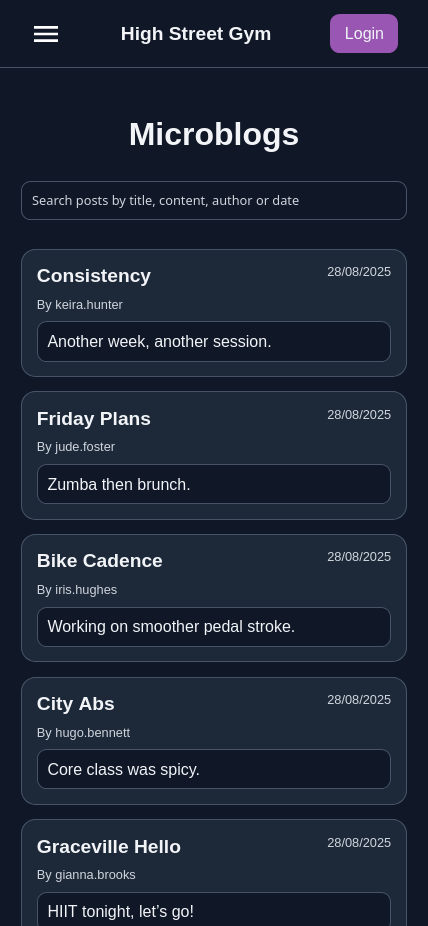 High Street Gym
Login
Microblogs
Search posts by title, content, author or date
Consistency
28/08/2025
By keira.hunter
Another week, another session.
Friday Plans
28/08/2025
By jude.foster
Zumba then brunch.
Bike Cadence
28/08/2025
By iris.hughes
Working on smoother pedal stroke.
City Abs
28/08/2025
By hugo.bennett
Core class was spicy.
Graceville Hello
28/08/2025
By gianna.brooks
HIIT tonight, let’s go!